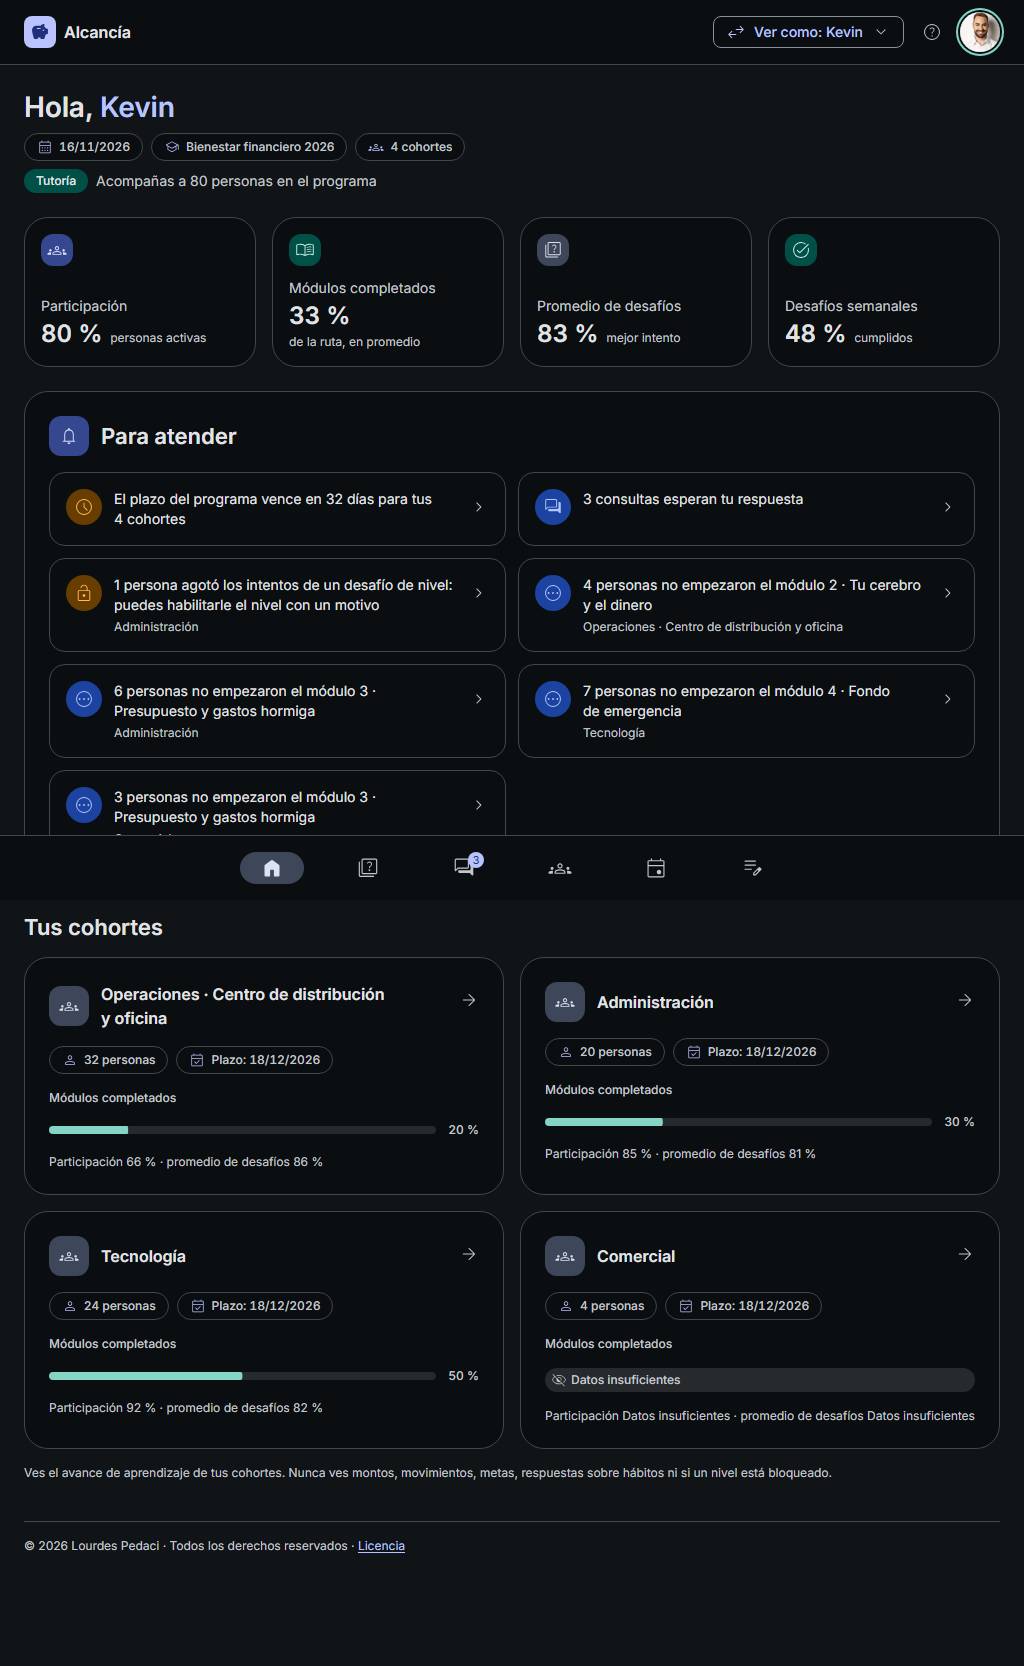 Alcancía
Ver como: Kevin
Hola, Kevin
16/11/2026
Bienestar financiero 2026
4 cohortes
Tutoría
Acompañas a 80 personas en el programa
Participación
80 % personas activas
Módulos completados
33 %
de la ruta, en promedio
Promedio de desafíos
83 % mejor intento
Desafíos semanales
48 % cumplidos
Para atender
El plazo del programa vence en 32 días para tus
4 cohortes
3 consultas esperan tu respuesta
1 persona agotó los intentos de un desafío de nivel:
puedes habilitarle el nivel con un motivo
Administración
4 personas no empezaron el módulo 2 · Tu cerebro
y el dinero
Operaciones · Centro de distribución y oficina
6 personas no empezaron el módulo 3 ·
Presupuesto y gastos hormiga
Administración
7 personas no empezaron el módulo 4 · Fondo
de emergencia
Tecnología
3 personas no empezaron el módulo 3 ·
Presupuesto y gastos hormiga
3
Tus cohortes
Operaciones · Centro de distribución
y oficina
32 personas
Plazo: 18/12/2026
Módulos completados
20 %
Participación 66 % · promedio de desafíos 86 %
Administración
20 personas
Plazo: 18/12/2026
Módulos completados
30 %
Participación 85 % · promedio de desafíos 81 %
Tecnología
24 personas
Plazo: 18/12/2026
Módulos completados
50 %
Participación 92 % · promedio de desafíos 82 %
Comercial
4 personas
Plazo: 18/12/2026
Módulos completados
Datos insuficientes
Participación Datos insuficientes · promedio de desafíos Datos insuficientes
Ves el avance de aprendizaje de tus cohortes. Nunca ves montos, movimientos, metas, respuestas sobre hábitos ni si un nivel está bloqueado.
© 2026 Lourdes Pedaci · Todos los derechos reservados · Licencia